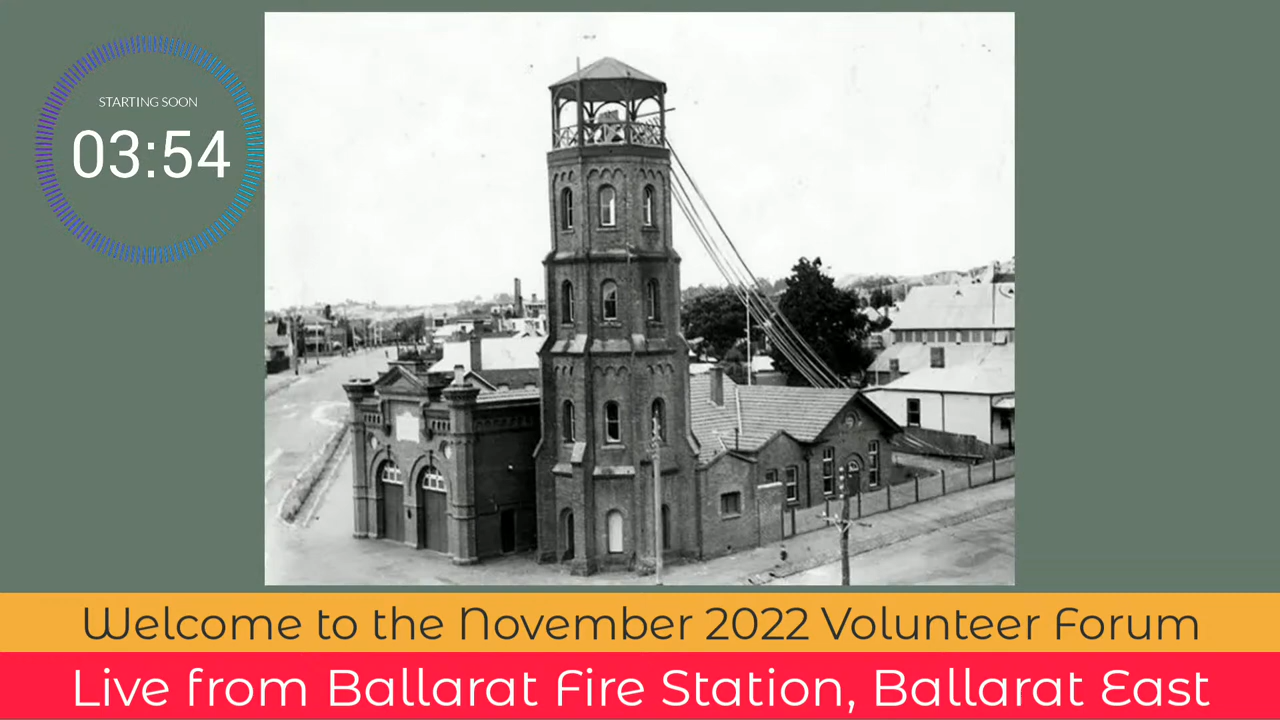 STARTING SOON
03:54
Welcome to the November 2022 Volunteer Forum
Live from Ballarat Fire Station, Ballarat East